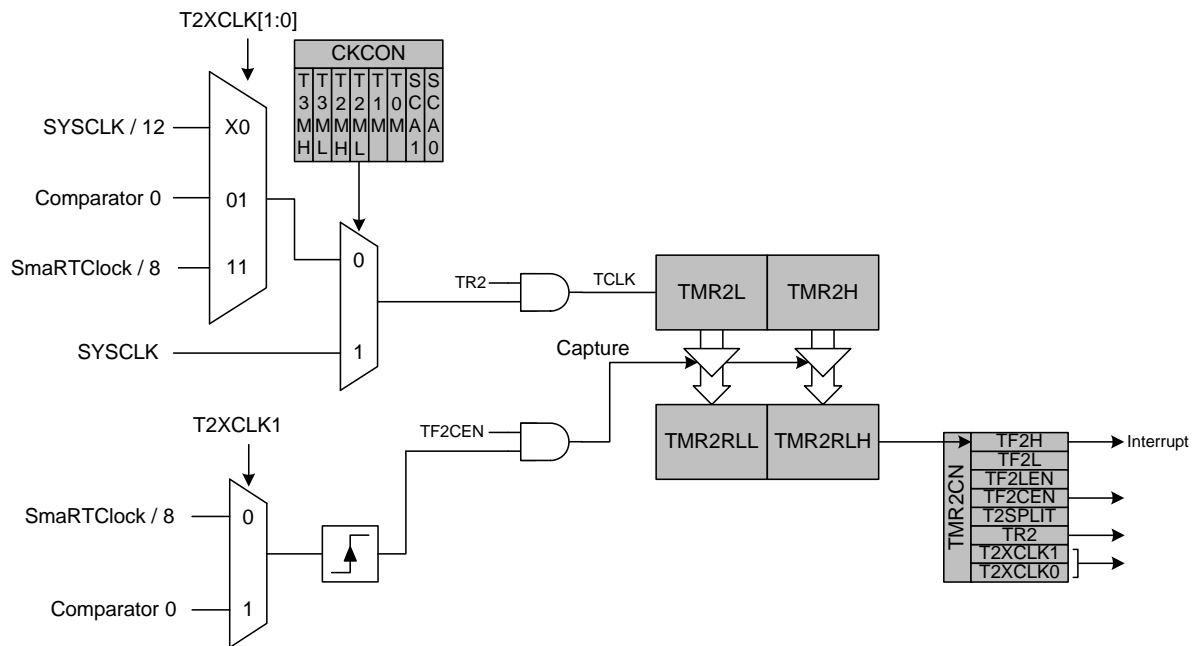 T2XCLK[1:0]
CKCON
T3MH T3ML T2MH T2ML T1M T0M SCA1 SCA0
SYSCLK / 12
X0
Comparator 0
01
SmaRTClock / 8
11
0
TR2
TCLK
TMR2L
TMR2H
SYSCLK
1
Capture
T2XCLK1
TF2CEN
TMR2RLL
TMR2RLH
TMR2CN
TF2H
Interrupt
TF2L
TF2LEN
TF2CEN
T2SPLIT
TR2
T2XCLK1
T2XCLK0
SmaRTClock / 8
0
Comparator 0
1